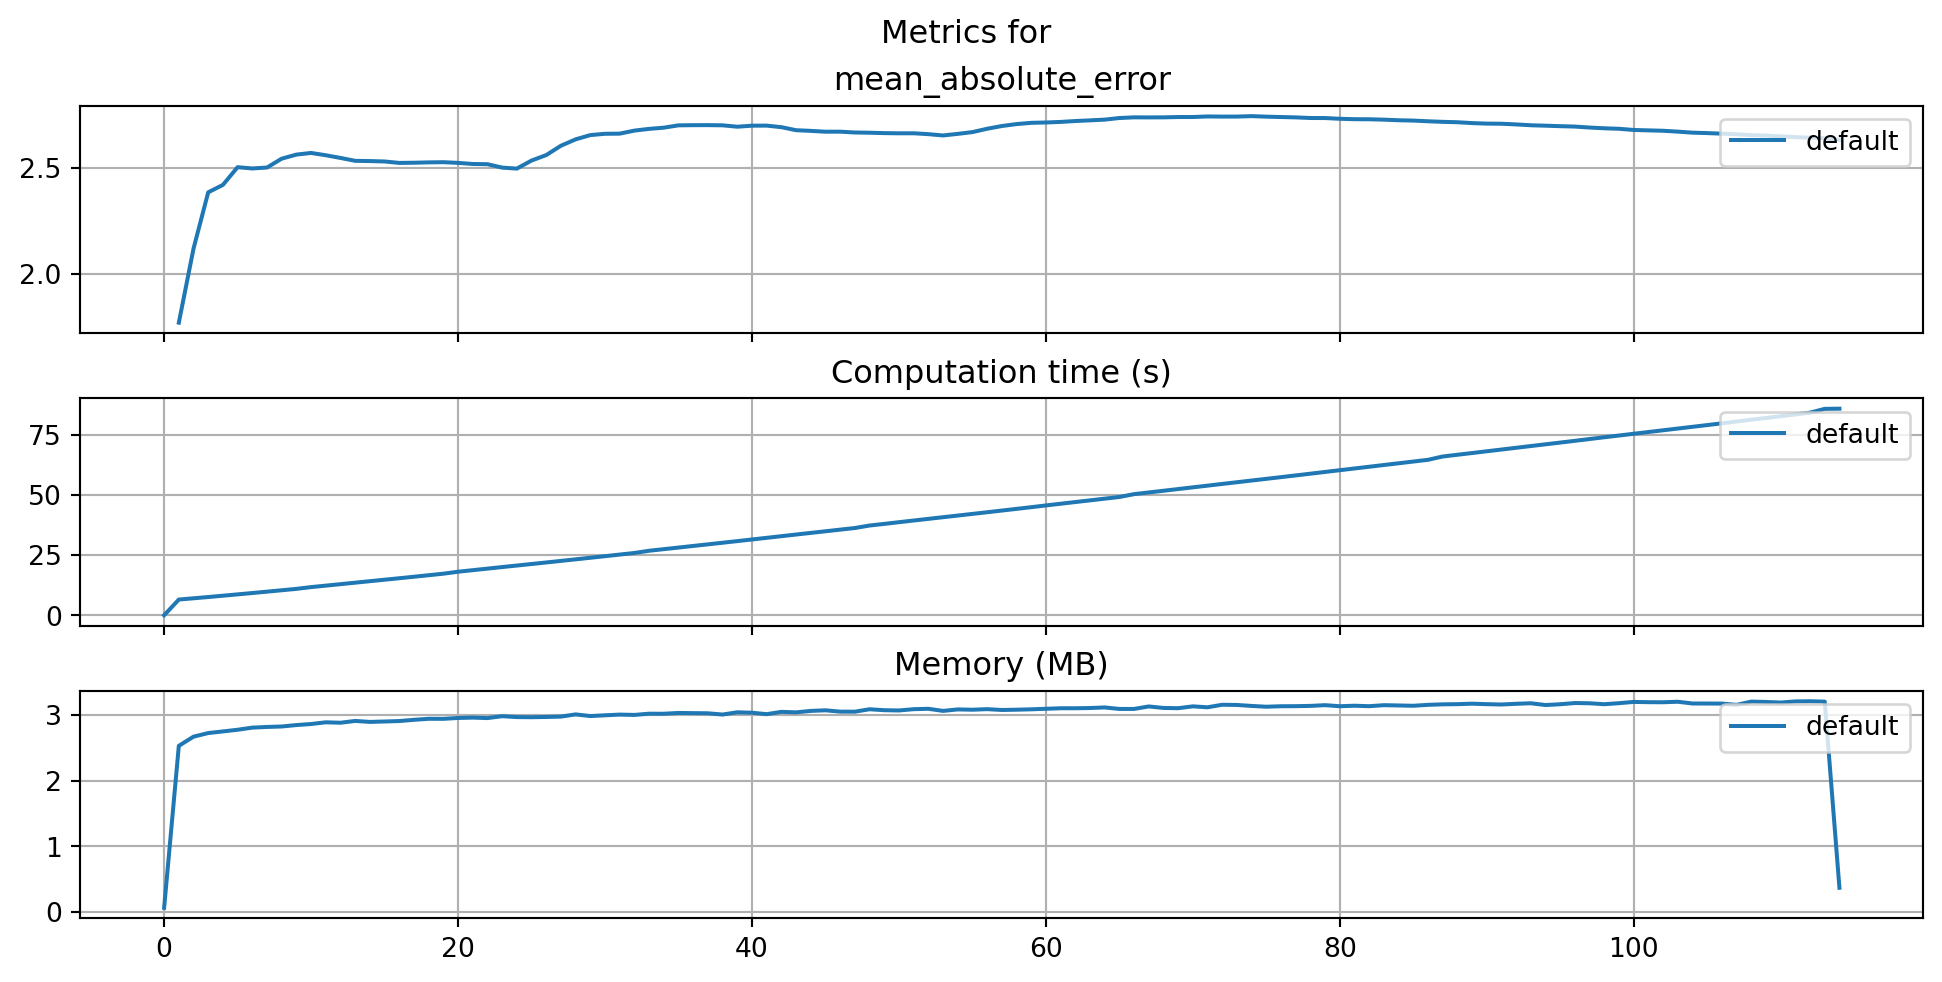 Metrics for
mean_absolute_error
2.5
2.0
default
Computation time (s)
75
50
25
0
default
Memory (MB)
3
2
1
0
default
0 20 40 60 80 100